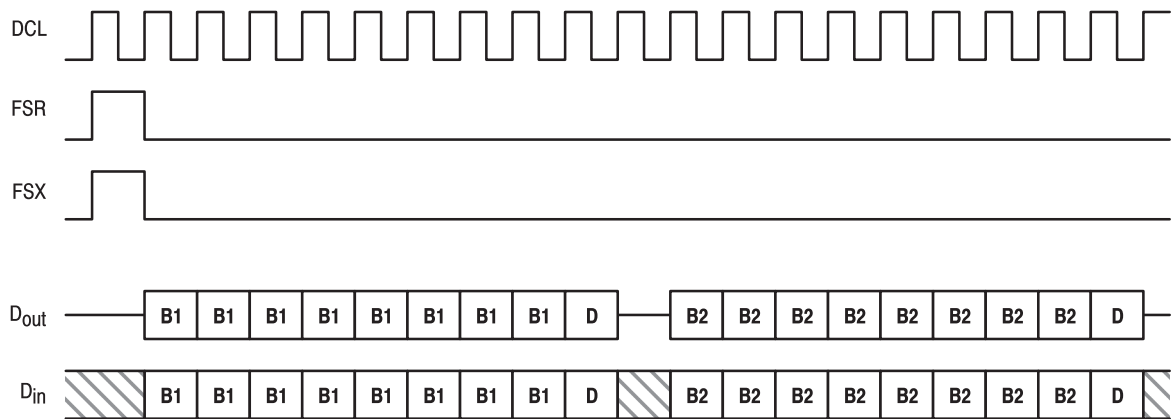 DCL
FSR
FSX
Dout B1 B1 B1 B1 B1 B1 B1 B1 D B2 B2 B2 B2 B2 B2 B2 B2 D
Din B1 B1 B1 B1 B1 B1 B1 B1 D B2 B2 B2 B2 B2 B2 B2 B2 D